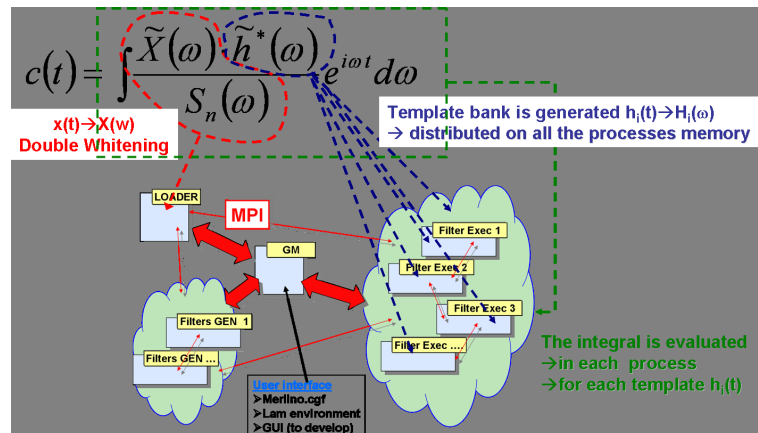 c(t) = ∫ X̃(ω) · h̃*(ω) / Sₙ(ω) e^{iωt} dω
x(t)→X(w)
Double Whitening
Template bank is generated hᵢ(t)→Hᵢ(ω)
→ distributed on all the processes memory
LOADER
MPI
GM
Filter Exec 1
Filter Exec 2
Filter Exec 3
Filter Exec ….
Filters GEN 1
Filters GEN …
The integral is evaluated
→in each process
→for each template hᵢ(t)
User interface
➢Merlino.cgf
➢Lam environment
➢GUI (to develop)